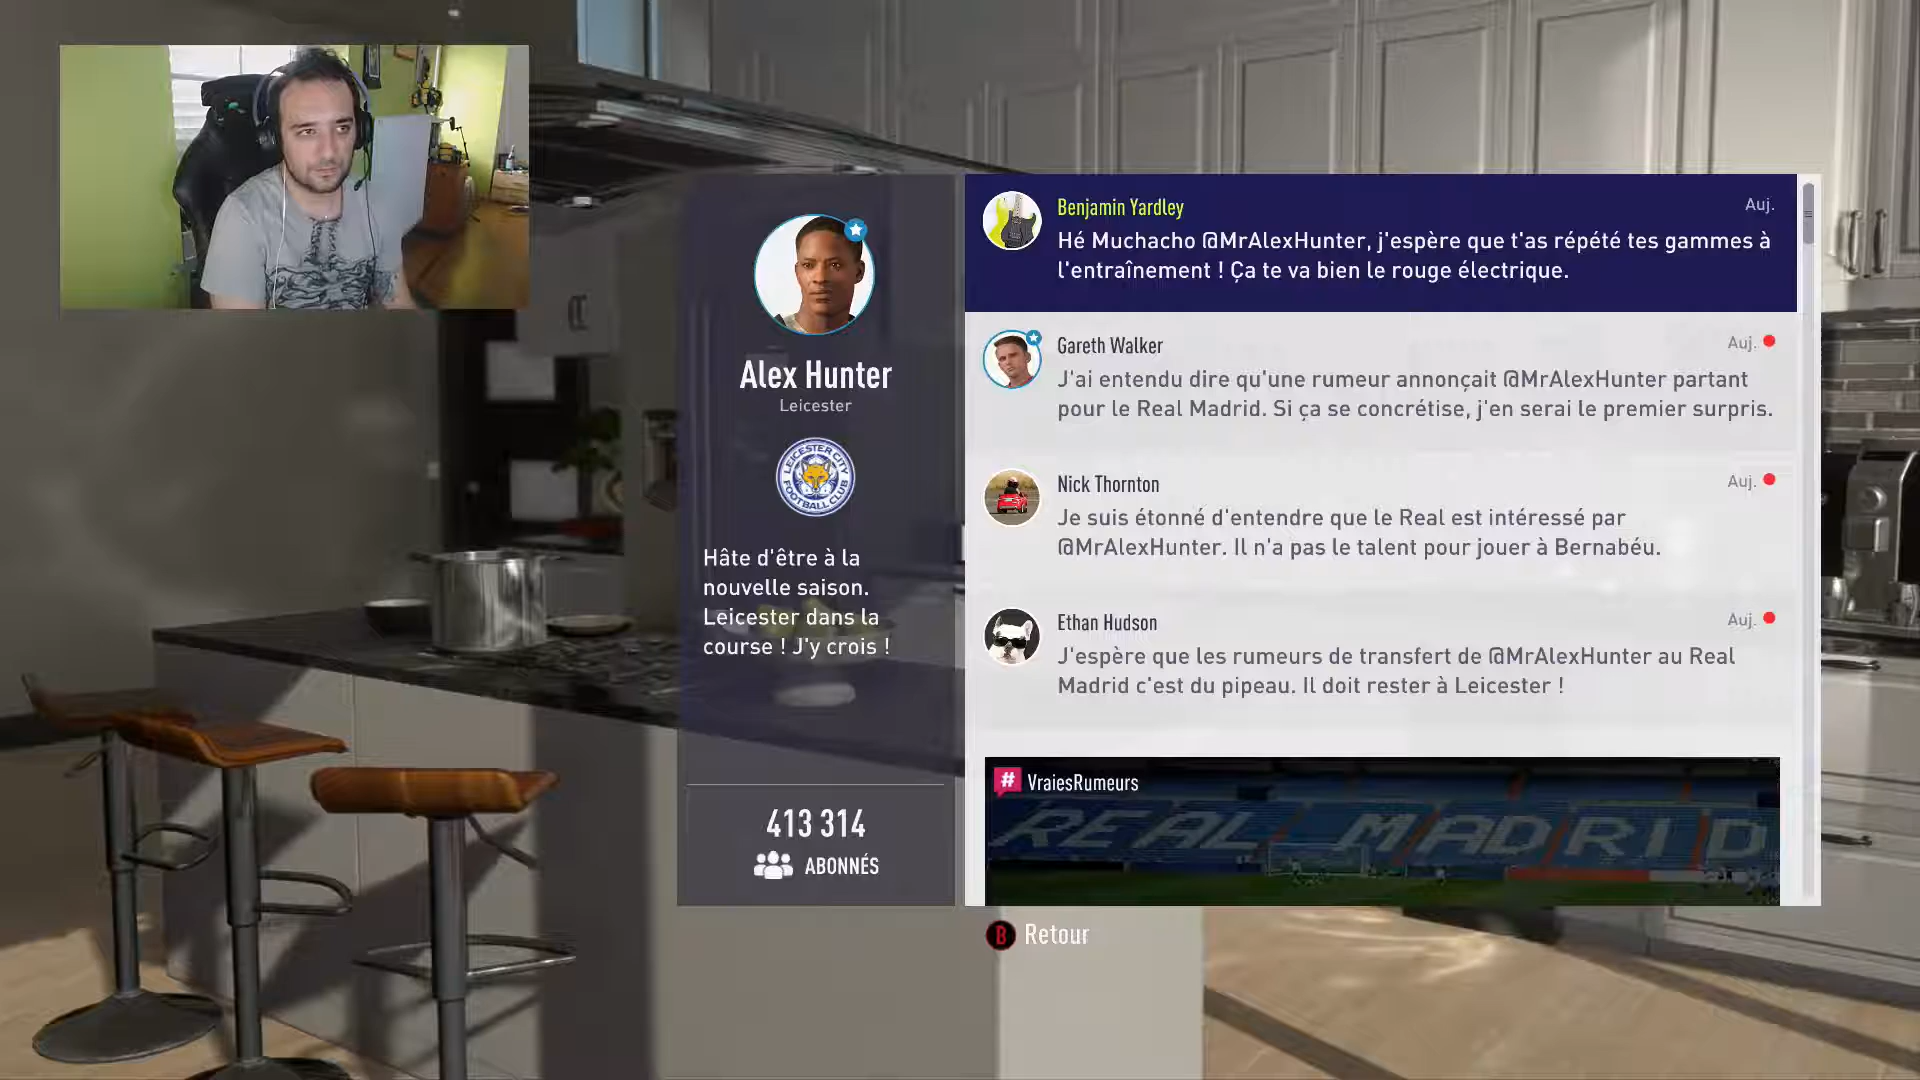 Alex Hunter
Leicester
LEICESTER CITY
FOOTBALL CLUB
Hâte d'être à la
nouvelle saison.
Leicester dans la
course ! J'y crois !
413 314
ABONNÉS
Benjamin Yardley
Auj.
Hé Muchacho @MrAlexHunter, j'espère que t'as répété tes gammes à
l'entraînement ! Ça te va bien le rouge électrique.
Gareth Walker
Auj.
J'ai entendu dire qu'une rumeur annonçait @MrAlexHunter partant
pour le Real Madrid. Si ça se concrétise, j'en serai le premier surpris.
Nick Thornton
Auj.
Je suis étonné d'entendre que le Real est intéressé par
@MrAlexHunter. Il n'a pas le talent pour jouer à Bernabéu.
Ethan Hudson
Auj.
J'espère que les rumeurs de transfert de @MrAlexHunter au Real
Madrid c'est du pipeau. Il doit rester à Leicester !
# VraiesRumeurs
REAL MADRID
B Retour